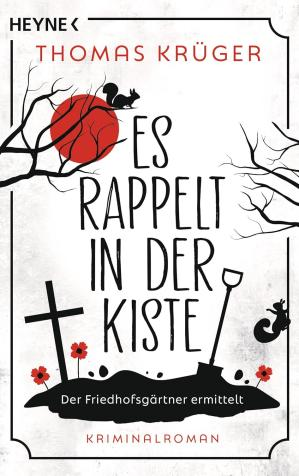 HEYNE
THOMAS KRÜGER
ES
RAPPELT
IN DER
KISTE
Der Friedhofsgärtner ermittelt
KRIMINALROMAN